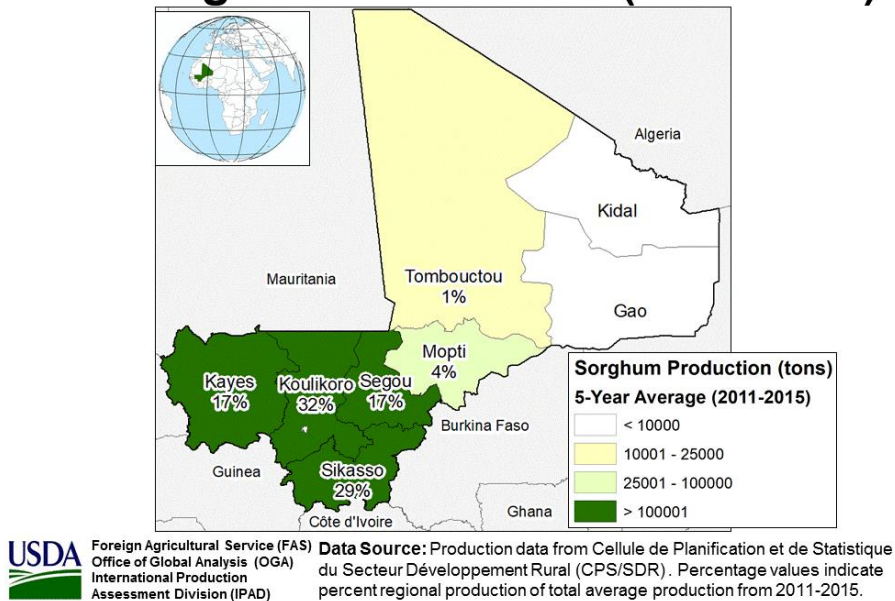 Algeria
Kidal
Mauritania
Tombouctou
1%
Gao
Mopti
4%
Kayes
17%
Koulikoro
32%
Segou
17%
Burkina Faso
Guinea
Sikasso
29%
Ghana
Côte d'Ivoire
Sorghum Production (tons)
5-Year Average (2011-2015)
< 10000
10001 - 25000
25001 - 100000
> 100001
USDA
Foreign Agricultural Service (FAS)
Office of Global Analysis (OGA)
International Production
Assessment Division (IPAD)
Data Source: Production data from Cellule de Planification et de Statistique
du Secteur Développement Rural (CPS/SDR). Percentage values indicate
percent regional production of total average production from 2011-2015.